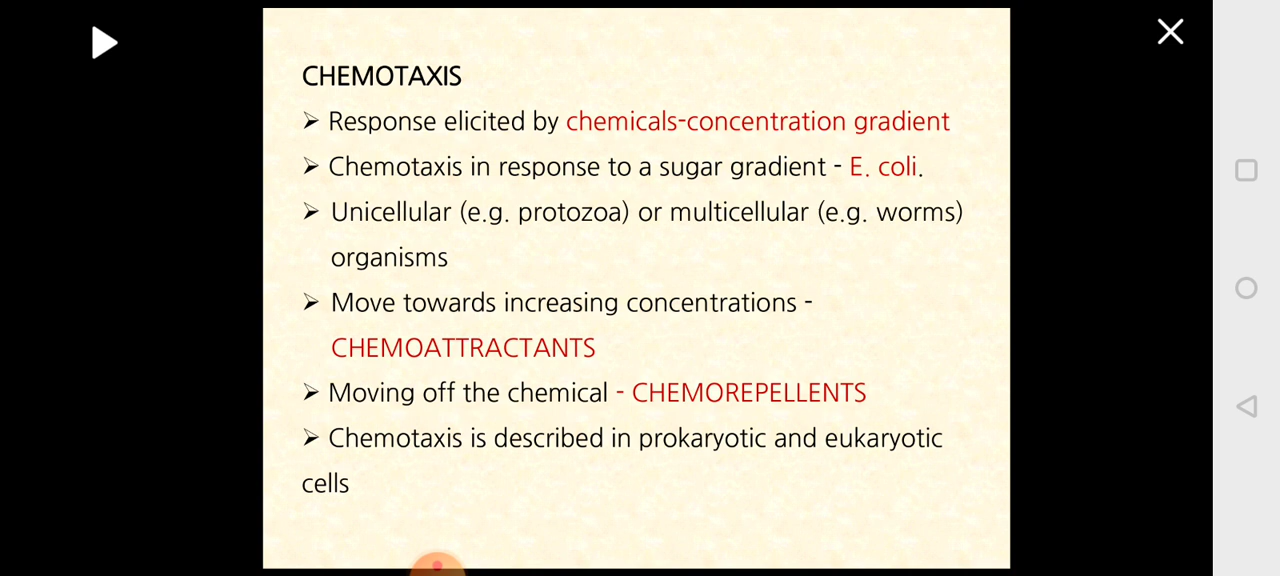 CHEMOTAXIS
➢ Response elicited by chemicals-concentration gradient
➢ Chemotaxis in response to a sugar gradient - E. coli.
➢ Unicellular (e.g. protozoa) or multicellular (e.g. worms)
organisms
➢ Move towards increasing concentrations -
CHEMOATTRACTANTS
➢ Moving off the chemical - CHEMOREPELLENTS
➢ Chemotaxis is described in prokaryotic and eukaryotic
cells